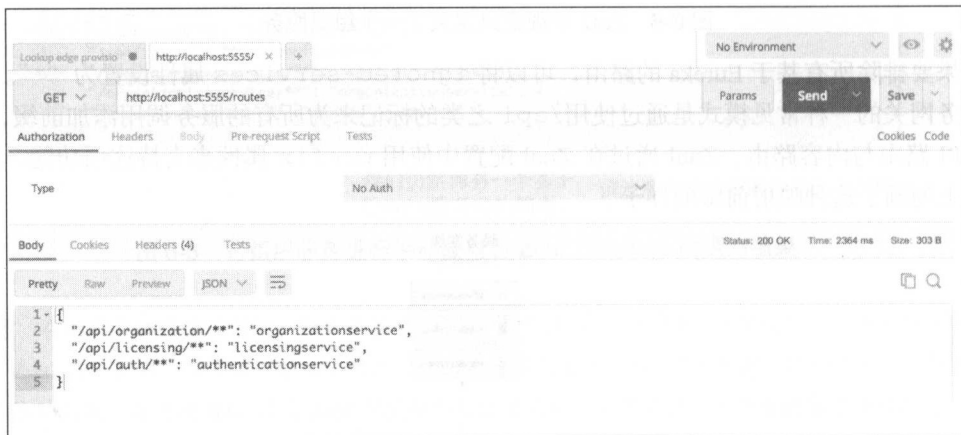 No Environment
Lookup edge provisio
http://localhost:5555/
GET
http://localhost:5555/routes
Params
Send
Save
Authorization
Headers
Body
Pre-request Script
Tests
Cookies Code
Type
No Auth
Body
Cookies
Headers (4)
Tests
Status: 200 OK Time: 2364 ms Size: 303 B
Pretty
Raw
Preview
JSON
1 {
2 "/api/organization/**": "organizationservice",
3 "/api/licensing/**": "licensingservice",
4 "/api/auth/**": "authenticationservice"
5 }